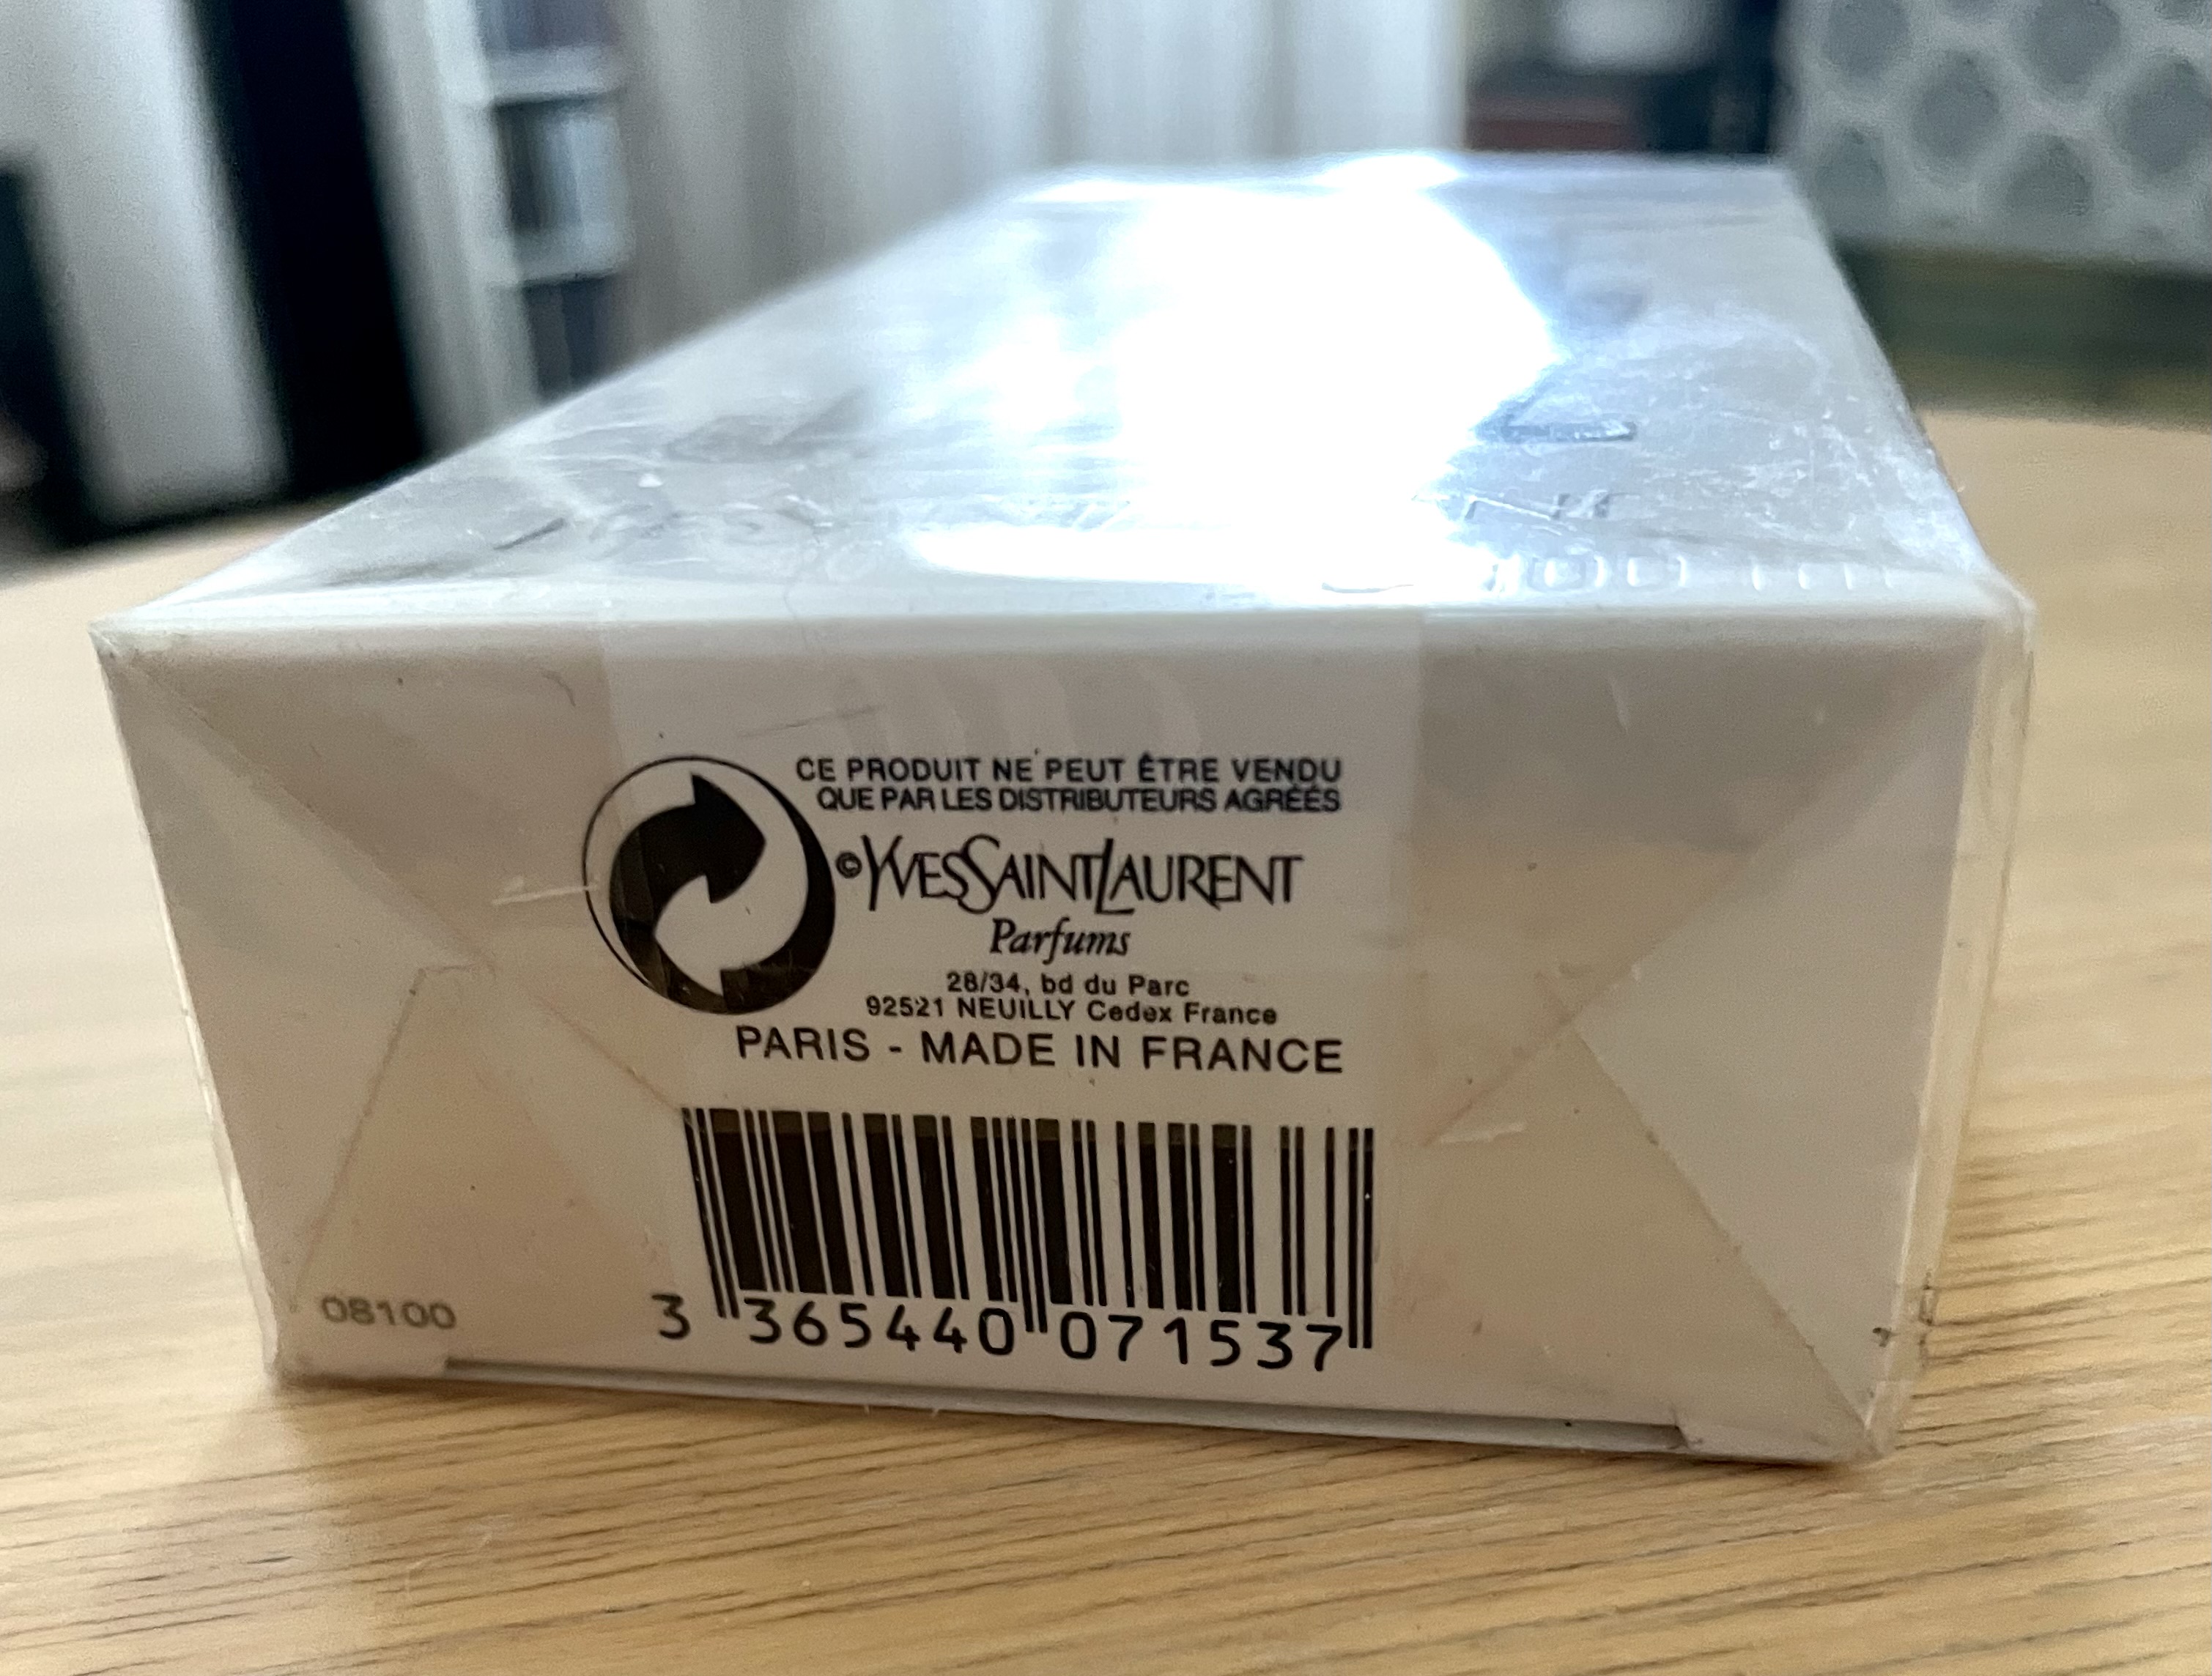 100 m
CE PRODUIT NE PEUT ÊTRE VENDU
QUE PAR LES DISTRIBUTEURS AGRÉÉS
©YVESSAINTLAURENT
Parfums
28/34, bd du Parc
92521 NEUILLY Cedex France
PARIS - MADE IN FRANCE
08100
3 365440 071537